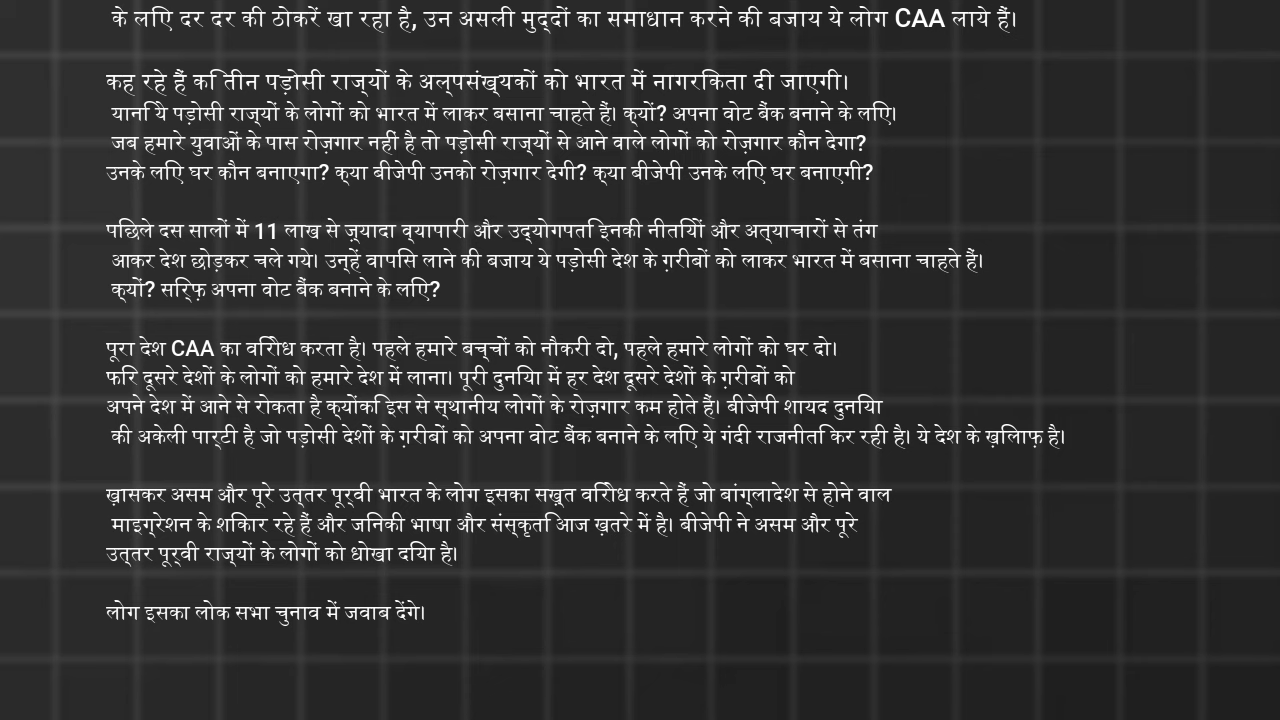 के लिए दर दर की ठोकरें खा रहा है, उन असली मुद्दों का समाधान करने की बजाय ये लोग CAA लाये हैं।
कह रहे हैं कि तीन पड़ोसी राज्यों के अल्पसंख्यकों को भारत में नागरिकता दी जाएगी।
यानि ये पड़ोसी राज्यों के लोगों को भारत में लाकर बसाना चाहते हैं। क्यों? अपना वोट बैंक बनाने के लिए।
जब हमारे युवाओं के पास रोज़गार नहीं है तो पड़ोसी राज्यों से आने वाले लोगों को रोज़गार कौन देगा?
उनके लिए घर कौन बनाएगा? क्या बीजेपी उनको रोज़गार देगी? क्या बीजेपी उनके लिए घर बनाएगी?
पिछले दस सालों में 11 लाख से ज़्यादा व्यापारी और उद्योगपति इनकी नीतियों और अत्याचारों से तंग
आकर देश छोड़कर चले गये। उन्हें वापिस लाने की बजाय ये पड़ोसी देश के ग़रीबों को लाकर भारत में बसाना चाहते हैं।
क्यों? सिर्फ़ अपना वोट बैंक बनाने के लिए?
पूरा देश CAA का विरोध करता है। पहले हमारे बच्चों को नौकरी दो, पहले हमारे लोगों को घर दो।
फिर दूसरे देशों के लोगों को हमारे देश में लाना। पूरी दुनिया में हर देश दूसरे देशों के ग़रीबों को
अपने देश में आने से रोकता है क्योंकि इस से स्थानीय लोगों के रोज़गार कम होते हैं। बीजेपी शायद दुनिया
की अकेली पार्टी है जो पड़ोसी देशों के ग़रीबों को अपना वोट बैंक बनाने के लिए ये गंदी राजनीति कर रही है। ये देश के ख़िलाफ़ है।
ख़ासकर असम और पूरे उत्तर पूर्वी भारत के लोग इसका सख़्त विरोध करते हैं जो बांग्लादेश से होने वाल
माइग्रेशन के शिकार रहे हैं और जिनकी भाषा और संस्कृति आज ख़तरे में है। बीजेपी ने असम और पूरे
उत्तर पूर्वी राज्यों के लोगों को धोखा दिया है।
लोग इसका लोक सभा चुनाव में जवाब देंगे।